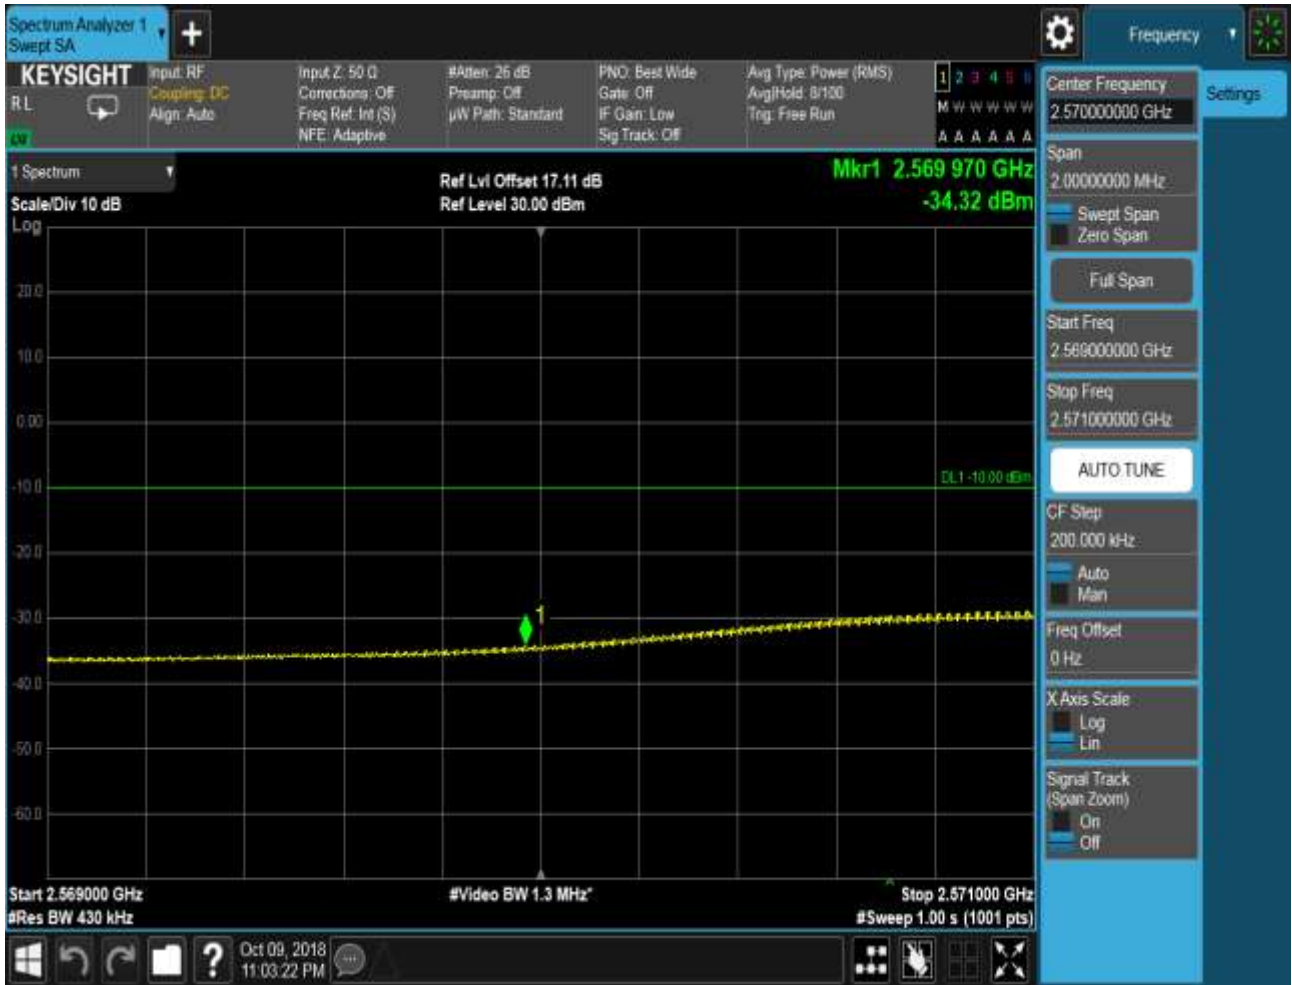 Spectrum Analyzer 1
Swept SA
+
Frequency
KEYSIGHT
R L
Input: RF
Coupling: DC
Align: Auto
Input Z: 50 Ω
Corrections: Off
Freq Ref: Int (S)
NFE: Adaptive
#Atten: 26 dB
Preamp: Off
µW Path: Standard
PNO: Best Wide
Gate: Off
IF Gain: Low
Sig Track: Off
Avg Type: Power (RMS)
Avg|Hold: 8/100
Trig: Free Run
1 2 3 4 5 6
M W W W W W
A A A A A A
1 Spectrum
Scale/Div 10 dB
Log
Ref Lvl Offset 17.11 dB
Ref Level 30.00 dBm
Mkr1 2.569 970 GHz
-34.32 dBm
20.0
10.0
0.00
DL1 -10.00 dBm
-10.0
-20.0
-30.0
1
-40.0
-50.0
-60.0
Start 2.569000 GHz
#Res BW 430 kHz
#Video BW 1.3 MHz*
Stop 2.571000 GHz
#Sweep 1.00 s (1001 pts)
Center Frequency
2.570000000 GHz
Settings
Span
2.00000000 MHz
Swept Span
Zero Span
Full Span
Start Freq
2.569000000 GHz
Stop Freq
2.571000000 GHz
AUTO TUNE
CF Step
200.000 kHz
Auto
Man
Freq Offset
0 Hz
X Axis Scale
Log
Lin
Signal Track
(Span Zoom)
On
Off
?
Oct 09, 2018
11:03:22 PM